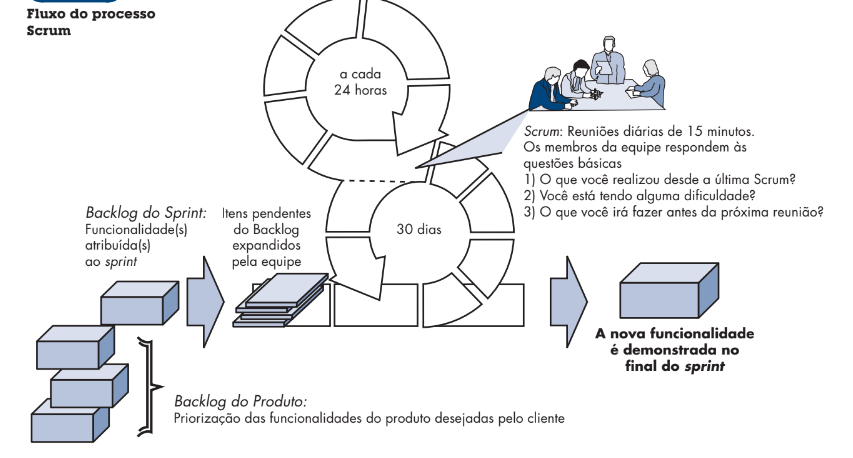 Fluxo do processo
Scrum
a cada
24 horas
Scrum: Reuniões diárias de 15 minutos.
Os membros da equipe respondem às
questões básicas
1) O que você realizou desde a última Scrum?
2) Você está tendo alguma dificuldade?
3) O que você irá fazer antes da próxima reunião?
30 dias
Backlog do Sprint:
Funcionalidade(s)
atribuída(s)
ao sprint
Itens pendentes
do Backlog
expandidos
pela equipe
A nova funcionalidade
é demonstrada no
final do sprint
Backlog do Produto:
Priorização das funcionalidades do produto desejadas pelo cliente